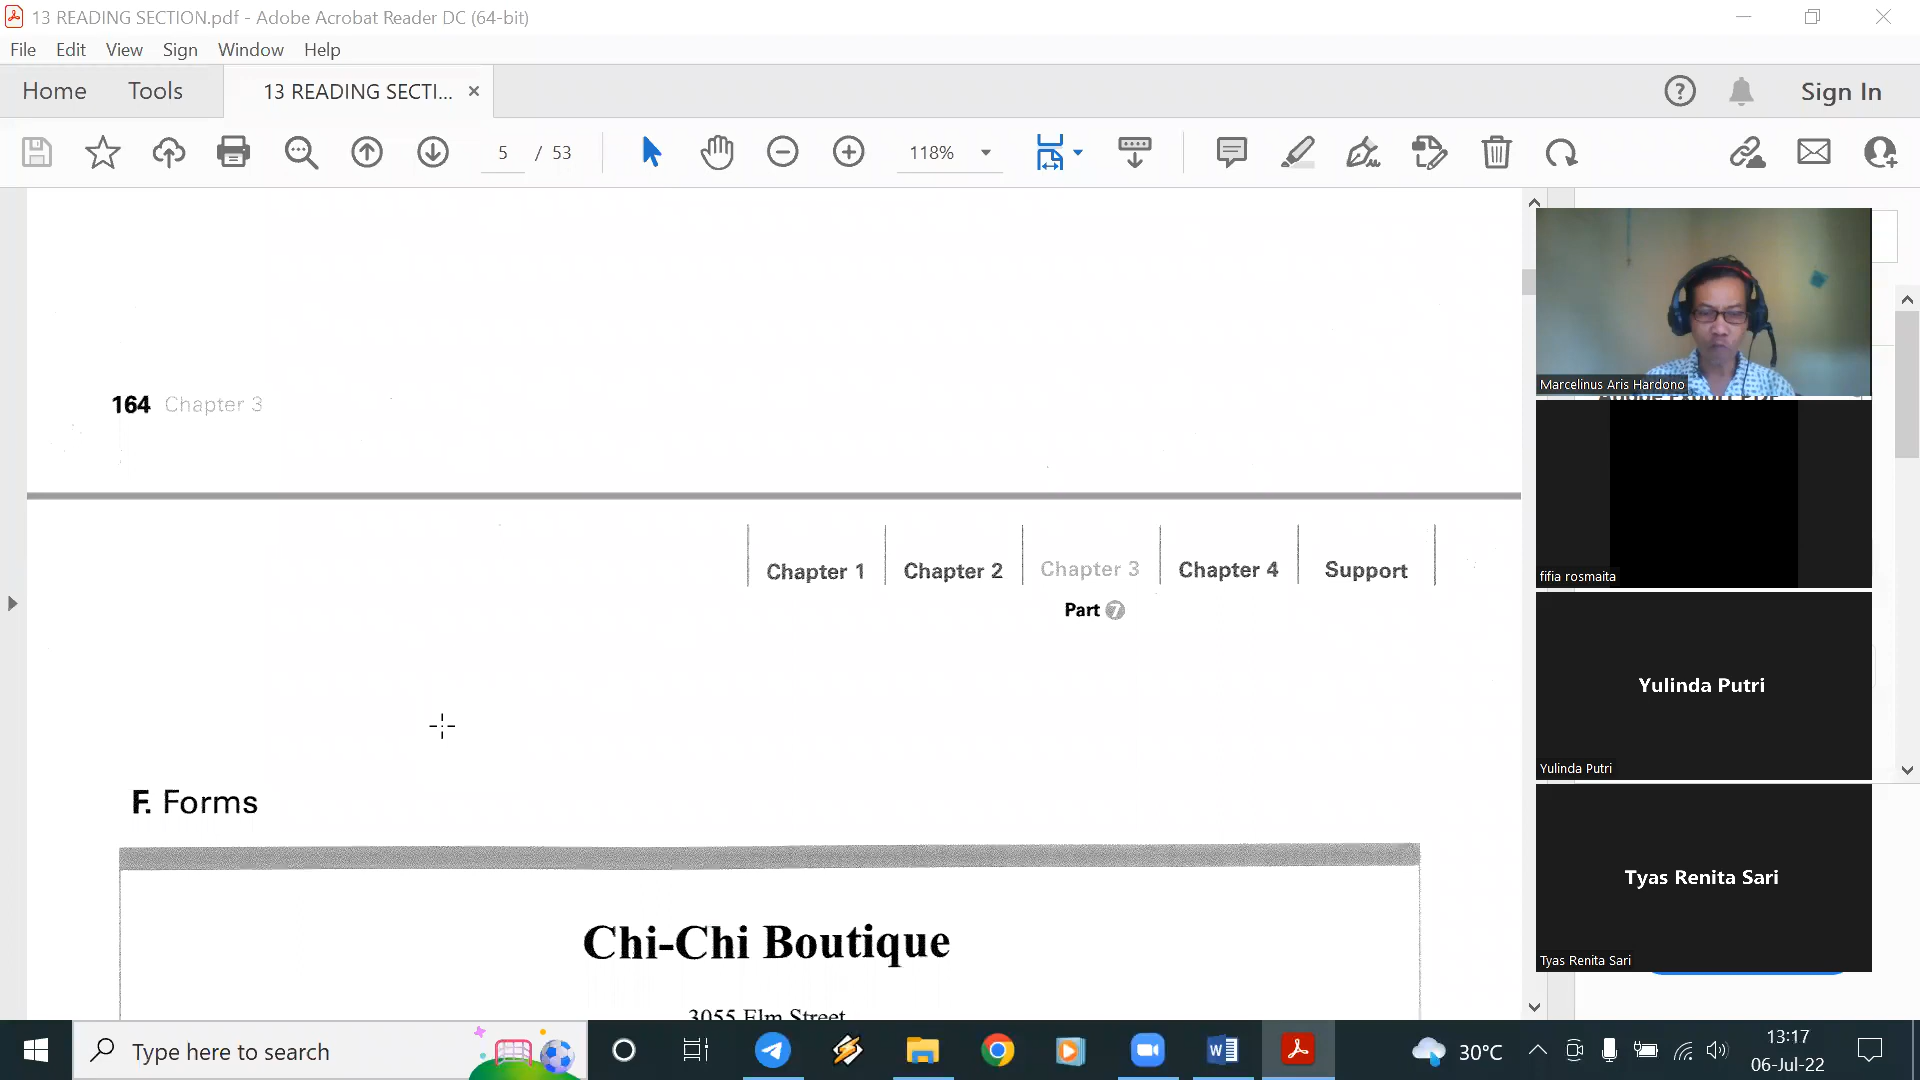 13 READING SECTION.pdf - Adobe Acrobat Reader DC (64-bit)
File Edit View Sign Window Help
Home Tools 13 READING SECTI... × Sign In
5 / 53 118%
164 Chapter 3
Chapter 1 Chapter 2 Chapter 3 Chapter 4 Support
Part 7
F. Forms
Chi-Chi Boutique
3055 Elm Street
Marcelinus Aris Hardono
fifia rosmaita
Yulinda Putri
Yulinda Putri
Tyas Renita Sari
Tyas Renita Sari
Type here to search
30°C
13:17
06-Jul-22